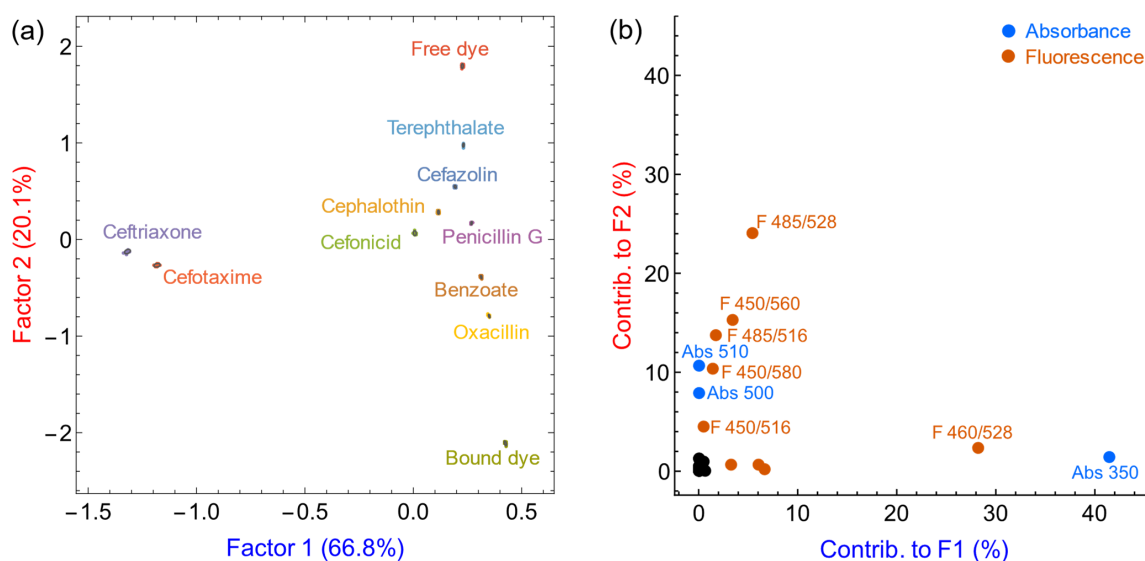 (a)
Factor 2 (20.1%)
2
1
0
−1
−2
Free dye
Terephthalate
Cefazolin
Cephalothin
Ceftriaxone
Cefonicid
Penicillin G
Cefotaxime
Benzoate
Oxacillin
Bound dye
−1.5 −1.0 −0.5 0.0 0.5
Factor 1 (66.8%)
(b)
Contrib. to F2 (%)
40
30
20
10
0
Absorbance
Fluorescence
F 485/528
F 450/560
F 485/516
Abs 510
F 450/580
Abs 500
F 450/516
F 460/528
Abs 350
0 10 20 30 40
Contrib. to F1 (%)